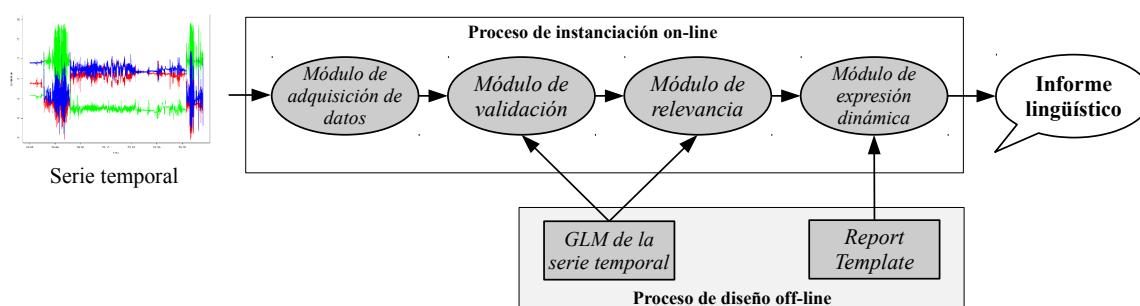 Proceso de instanciación on-line
Módulo de
adquisición de
datos
Módulo de
validación
Módulo de
relevancia
Módulo de
expresión
dinámica
Informe
lingüístico
Serie temporal
GLM de la
serie temporal
Report
Template
Proceso de diseño off-line